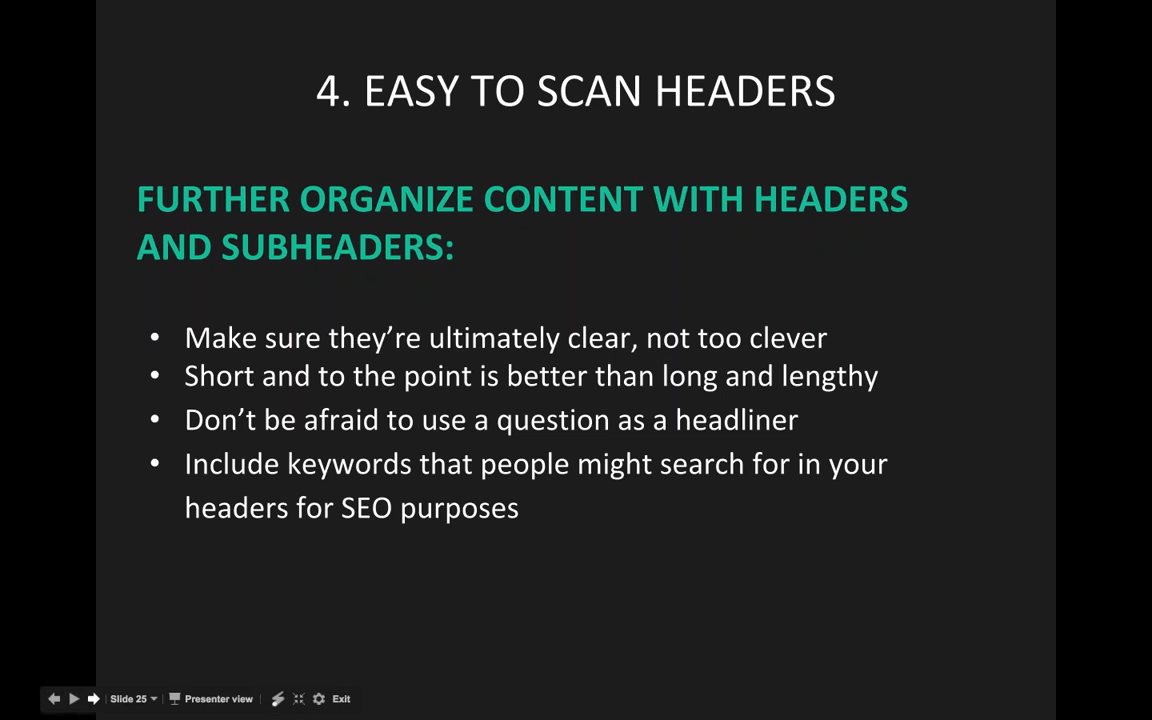 4. EASY TO SCAN HEADERS
FURTHER ORGANIZE CONTENT WITH HEADERS
AND SUBHEADERS:
• Make sure they’re ultimately clear, not too clever
• Short and to the point is better than long and lengthy
• Don’t be afraid to use a question as a headliner
• Include keywords that people might search for in your
headers for SEO purposes
Slide 25 Presenter view Exit